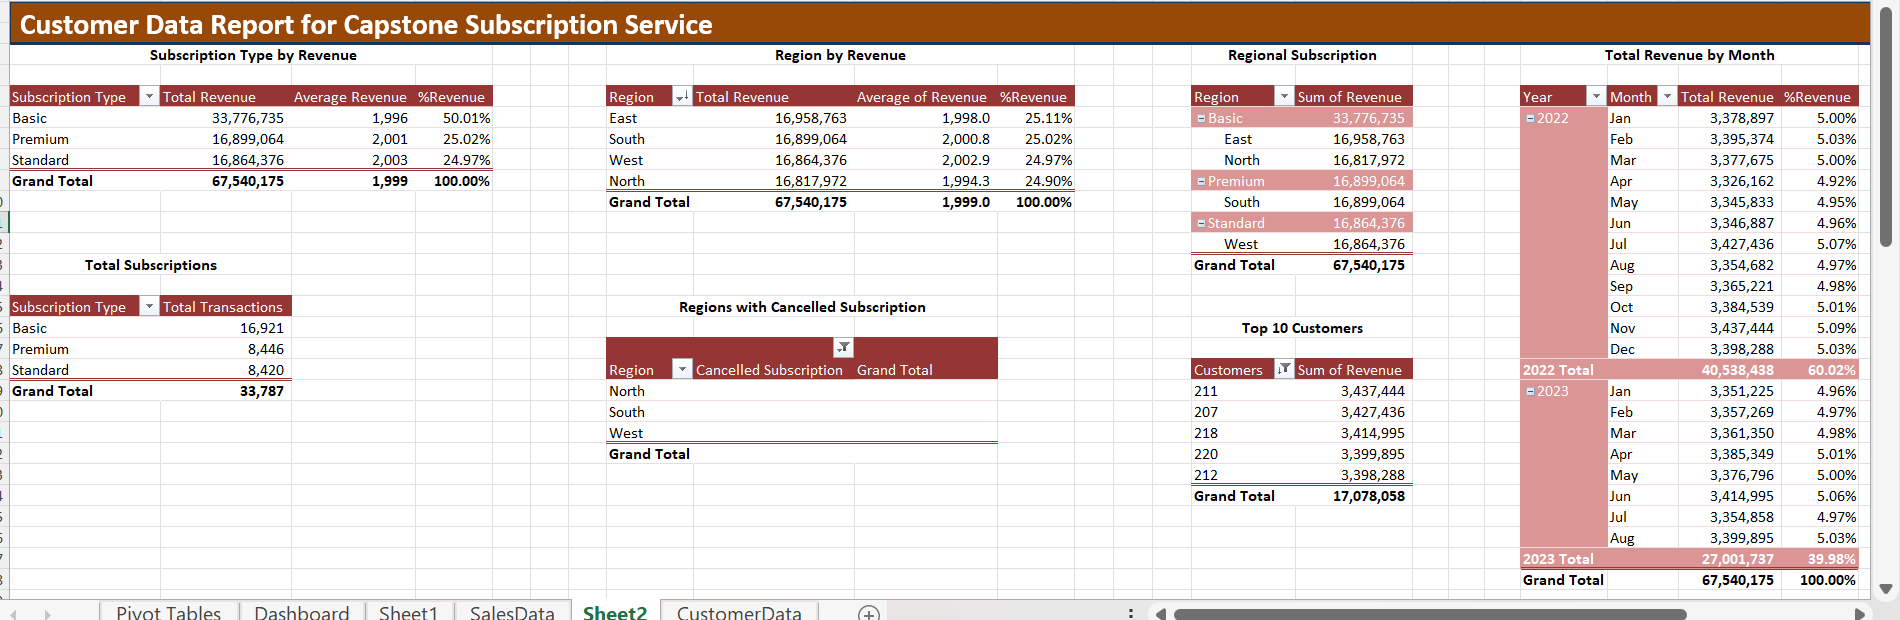 Customer Data Report for Capstone Subscription Service
Subscription Type by Revenue
Subscription Type Total Revenue Average Revenue %Revenue
Basic 33,776,735 1,996 50.01%
Premium 16,899,064 2,001 25.02%
Standard 16,864,376 2,003 24.97%
Grand Total 67,540,175 1,999 100.00%
Total Subscriptions
Subscription Type Total Transactions
Basic 16,921
Premium 8,446
Standard 8,420
Grand Total 33,787
Region by Revenue
Region Total Revenue Average of Revenue %Revenue
East 16,958,763 1,998.0 25.11%
South 16,899,064 2,000.8 25.02%
West 16,864,376 2,002.9 24.97%
North 16,817,972 1,994.3 24.90%
Grand Total 67,540,175 1,999.0 100.00%
Regions with Cancelled Subscription
Region Cancelled Subscription Grand Total
North
South
West
Grand Total
Regional Subscription
Region Sum of Revenue
Basic 33,776,735
East 16,958,763
North 16,817,972
Premium 16,899,064
South 16,899,064
Standard 16,864,376
West 16,864,376
Grand Total 67,540,175
Top 10 Customers
Customers Sum of Revenue
211 3,437,444
207 3,427,436
218 3,414,995
220 3,399,895
212 3,398,288
Grand Total 17,078,058
Total Revenue by Month
Year Month Total Revenue %Revenue
2022 Jan 3,378,897 5.00%
Feb 3,395,374 5.03%
Mar 3,377,675 5.00%
Apr 3,326,162 4.92%
May 3,345,833 4.95%
Jun 3,346,887 4.96%
Jul 3,427,436 5.07%
Aug 3,354,682 4.97%
Sep 3,365,221 4.98%
Oct 3,384,539 5.01%
Nov 3,437,444 5.09%
Dec 3,398,288 5.03%
2022 Total 40,538,438 60.02%
2023 Jan 3,351,225 4.96%
Feb 3,357,269 4.97%
Mar 3,361,350 4.98%
Apr 3,385,349 5.01%
May 3,376,796 5.00%
Jun 3,414,995 5.06%
Jul 3,354,858 4.97%
Aug 3,399,895 5.03%
2023 Total 27,001,737 39.98%
Grand Total 67,540,175 100.00%
Pivot Tables Dashboard Sheet1 SalesData Sheet2 CustomerData